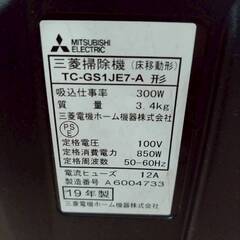 MITSUBISHI
ELECTRIC
三菱掃除機(床移動形)
TC-GS1JE7-A 形
吸込仕事率 300W
質量 3.4kg
三菱電機ホーム機器株式会社
PS
E
定格電圧 100V
定格消費電力 850W
定格周波数 50-60Hz
電流ヒューズ 12A
製造番号 A6004733
19年製
三菱電機ホーム機器株式会社